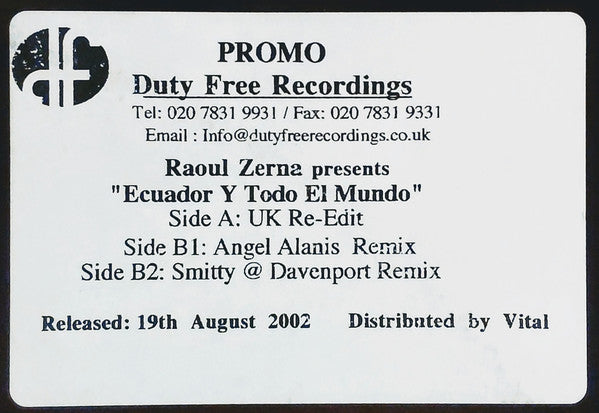 PROMO
Duty Free Recordings
Tel: 020 7831 9931 / Fax: 020 7831 9331
Email : Info@dutyfreerecordings.co.uk
Raoul Zerna presents
"Ecuador Y Todo El Mundo"
Side A: UK Re-Edit
Side B1: Angel Alanis Remix
Side B2: Smitty @ Davenport Remix
Released: 19th August 2002 Distributed by Vital